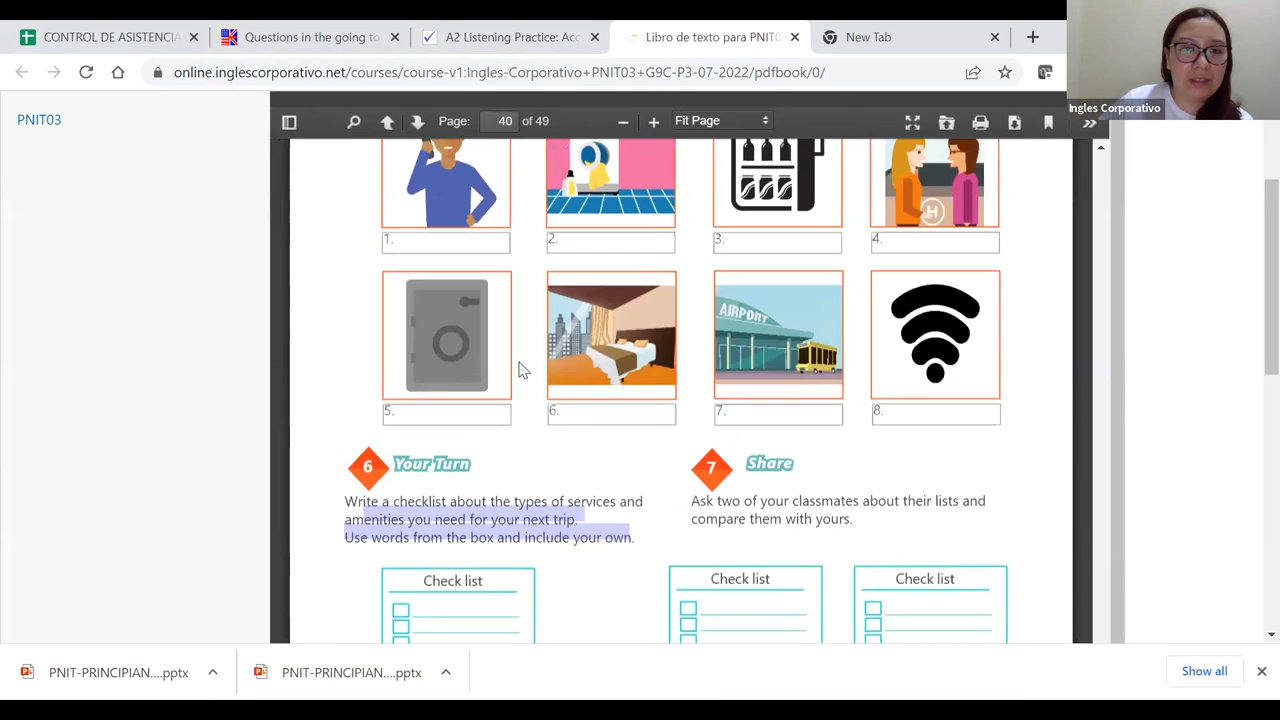 CONTROL DE ASISTENCIA
Questions in the going to
A2 Listening Practice: Acc
Libro de texto para PNIT0
New Tab
online.inglescorporativo.net/courses/course-v1:Ingles-Corporativo+PNIT03+G9C-P3-07-2022/pdfbook/0/
Ingles Corporativo
PNIT03
Page: 40 of 49
Fit Page
H
1.
2.
3.
4.
AIRPORT
5.
6.
7.
8.
6 Your Turn
Write a checklist about the types of services and
amenities you need for your next trip.
Use words from the box and include your own.
7 Share
Ask two of your classmates about their lists and
compare them with yours.
Check list
Check list
Check list
PNIT-PRINCIPIAN....pptx
PNIT-PRINCIPIAN....pptx
Show all